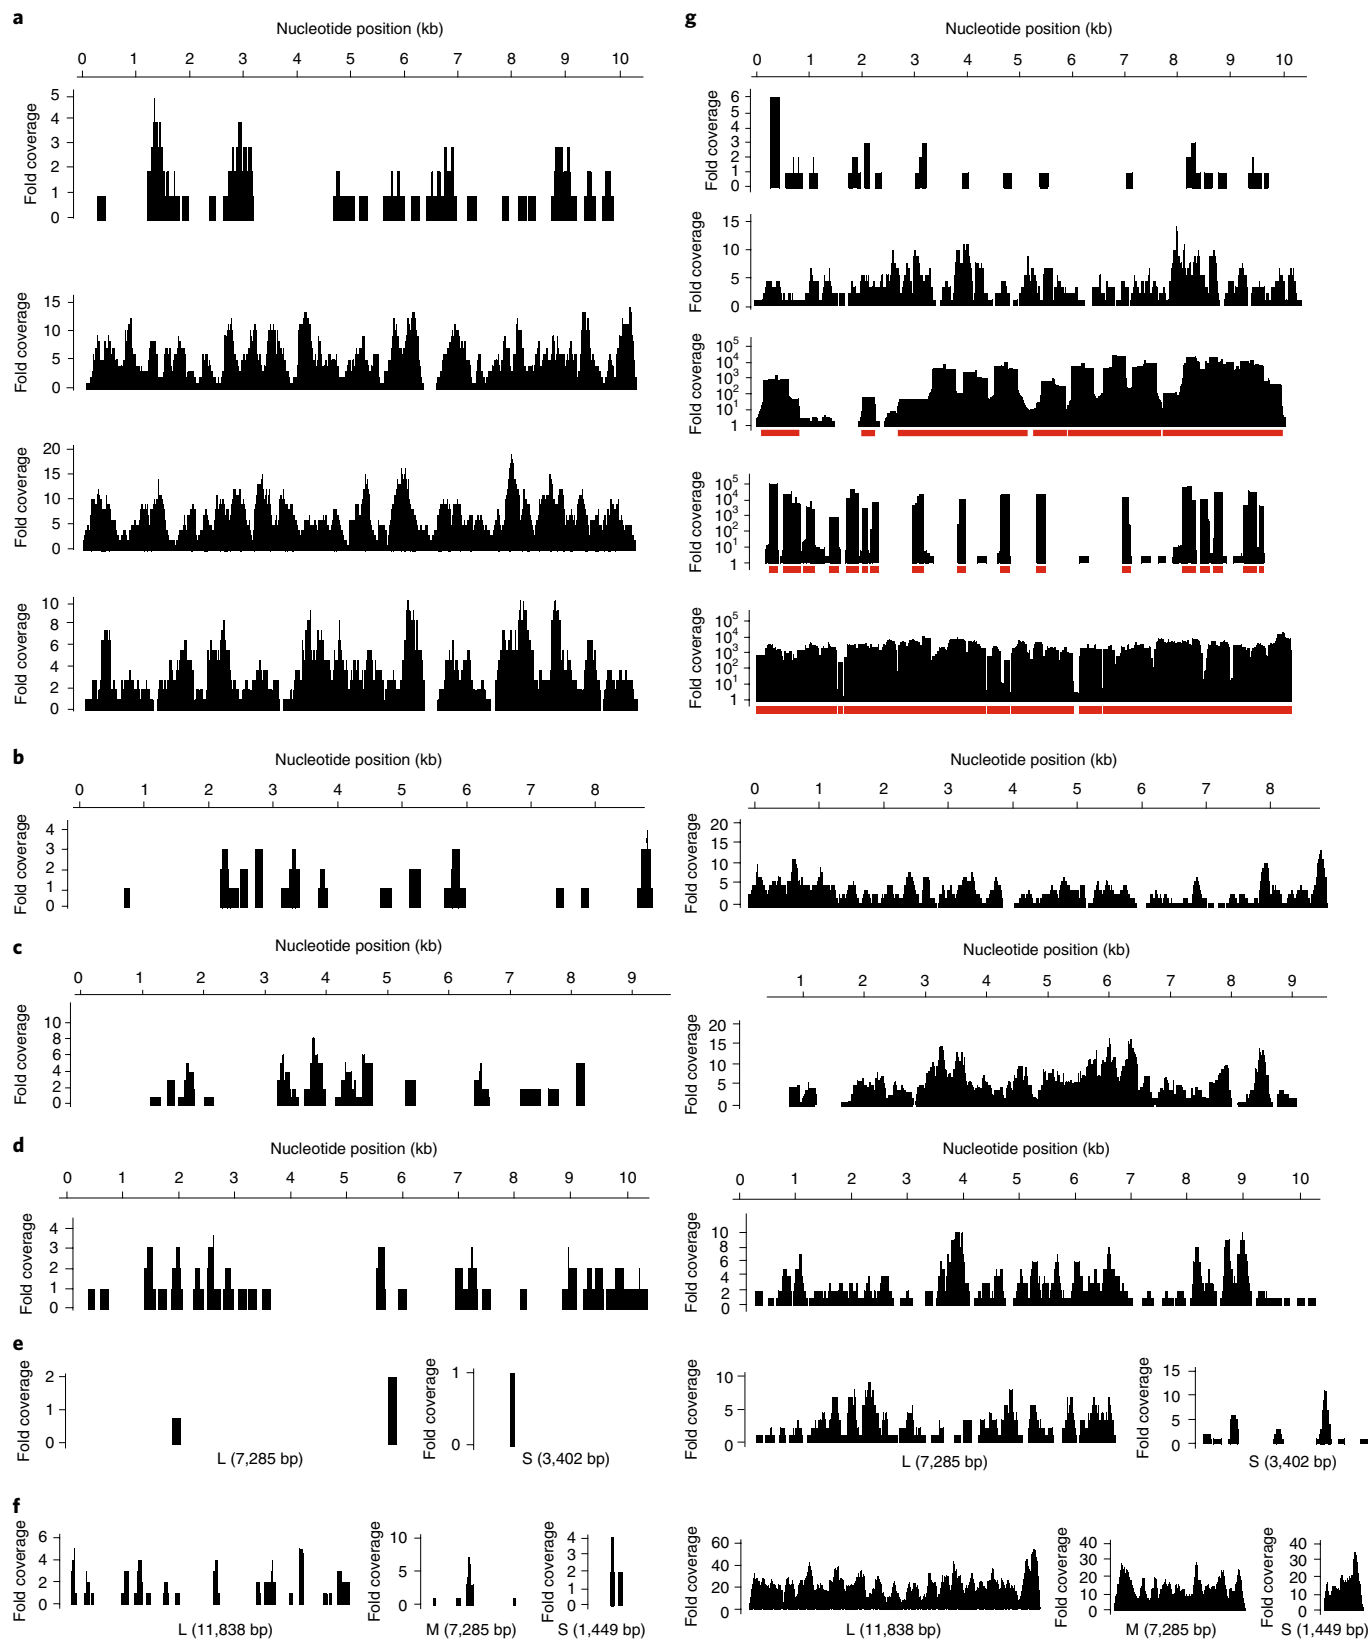 a
Nucleotide position (kb)
0 1 2 3 4 5 6 7 8 9 10
Fold coverage
5
4
3
2
1
0
Fold coverage
15
10
5
0
Fold coverage
20
15
10
5
0
Fold coverage
10
8
6
4
2
0
g
Nucleotide position (kb)
0 1 2 3 4 5 6 7 8 9 10
Fold coverage
6
5
4
3
2
1
0
Fold coverage
15
10
5
0
Fold coverage
10⁵
10⁴
10³
10²
10¹
1
Fold coverage
10⁵
10⁴
10³
10²
10¹
1
Fold coverage
10⁵
10⁴
10³
10²
10¹
1
b
Nucleotide position (kb)
0 1 2 3 4 5 6 7 8
Fold coverage
4
3
2
1
0
Nucleotide position (kb)
0 1 2 3 4 5 6 7 8
Fold coverage
20
15
10
5
0
c
Nucleotide position (kb)
0 1 2 3 4 5 6 7 8 9
Fold coverage
10
8
6
4
2
0
Nucleotide position (kb)
1 2 3 4 5 6 7 8 9
Fold coverage
20
15
10
5
0
d
Nucleotide position (kb)
0 1 2 3 4 5 6 7 8 9 10
Fold coverage
4
3
2
1
0
Nucleotide position (kb)
0 1 2 3 4 5 6 7 8 9 10
Fold coverage
10
8
6
4
2
0
e
Fold coverage
2
1
0
L (7,285 bp)
Fold coverage
1
0
S (3,402 bp)
Fold coverage
10
5
0
L (7,285 bp)
Fold coverage
15
10
5
0
S (3,402 bp)
f
Fold coverage
6
4
2
0
L (11,838 bp)
Fold coverage
10
5
0
M (7,285 bp)
Fold coverage
4
3
2
1
0
S (1,449 bp)
Fold coverage
60
40
20
0
L (11,838 bp)
Fold coverage
40
30
20
10
0
M (7,285 bp)
Fold coverage
40
30
20
10
0
S (1,449 bp)